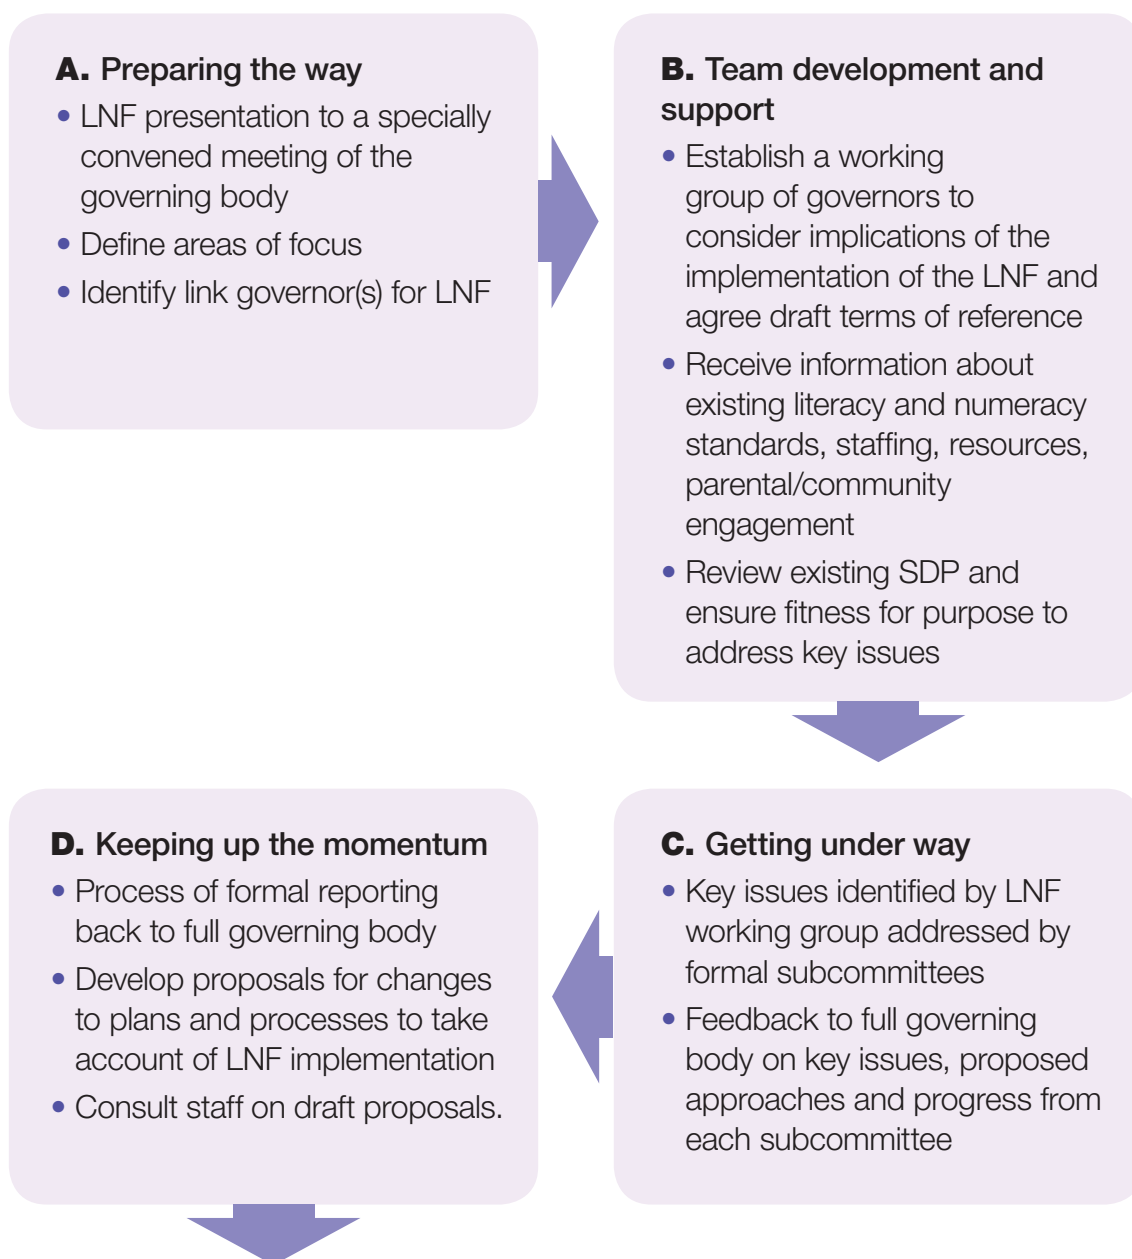 A. Preparing the way
• LNF presentation to a specially
convened meeting of the
governing body
• Define areas of focus
• Identify link governor(s) for LNF
B. Team development and
support
• Establish a working
group of governors to
consider implications of the
implementation of the LNF and
agree draft terms of reference
• Receive information about
existing literacy and numeracy
standards, staffing, resources,
parental/community
engagement
• Review existing SDP and
ensure fitness for purpose to
address key issues
C. Getting under way
• Key issues identified by LNF
working group addressed by
formal subcommittees
• Feedback to full governing
body on key issues, proposed
approaches and progress from
each subcommittee
D. Keeping up the momentum
• Process of formal reporting
back to full governing body
• Develop proposals for changes
to plans and processes to take
account of LNF implementation
• Consult staff on draft proposals.